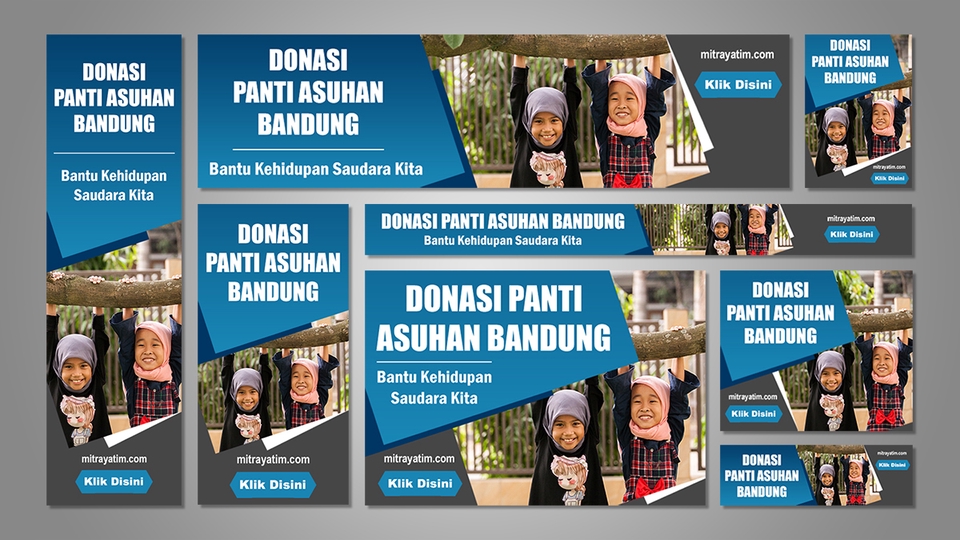 DONASI
PANTI ASUHAN
BANDUNG
Bantu Kehidupan
Saudara Kita
mitrayatim.com
Klik Disini
DONASI
PANTI ASUHAN
BANDUNG
Bantu Kehidupan Saudara Kita
mitrayatim.com
Klik Disini
DONASI
PANTI ASUHAN
BANDUNG
mitrayatim.com
Klik Disini
DONASI
PANTI ASUHAN
BANDUNG
mitrayatim.com
Klik Disini
DONASI PANTI ASUHAN BANDUNG
Bantu Kehidupan Saudara Kita
mitrayatim.com
Klik Disini
DONASI PANTI
ASUHAN BANDUNG
Bantu Kehidupan
Saudara Kita
mitrayatim.com
Klik Disini
DONASI
PANTI ASUHAN
BANDUNG
mitrayatim.com
Klik Disini
DONASI
PANTI ASUHAN
BANDUNG
mitrayatim.com
Klik Disini